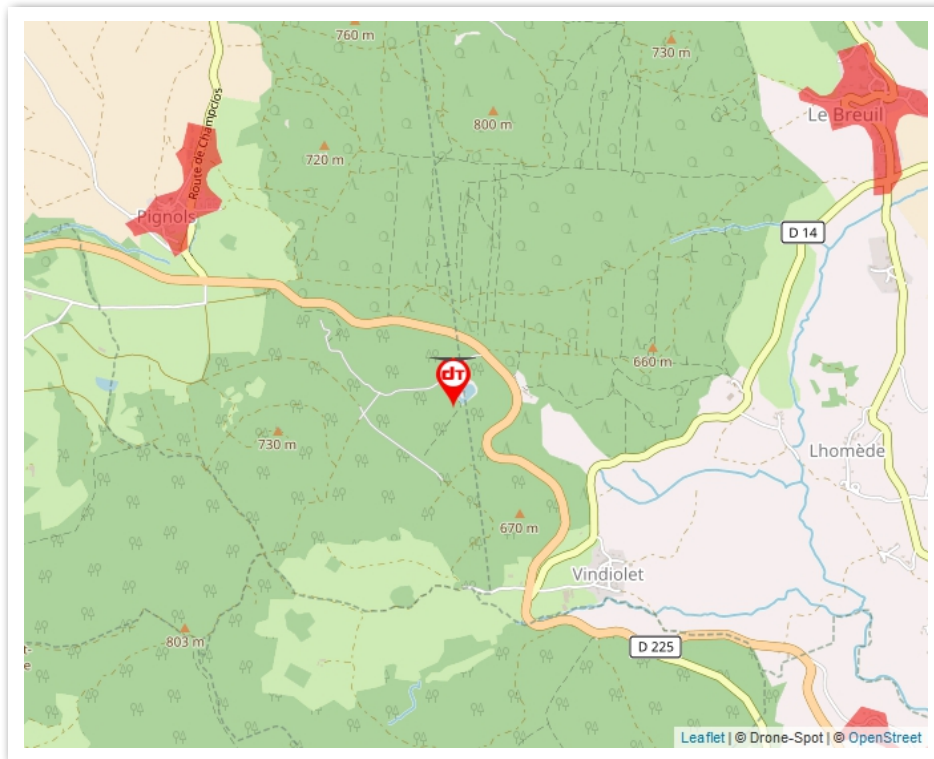 760 m
730 m
800 m
Le Breuil
Route de Champclos
720 m
Pignols
D 14
660 m
dT
730 m
Lhomède
670 m
Vindiolet
803 m
t-
e
D 225
Leaflet | © Drone-Spot | © OpenStreet